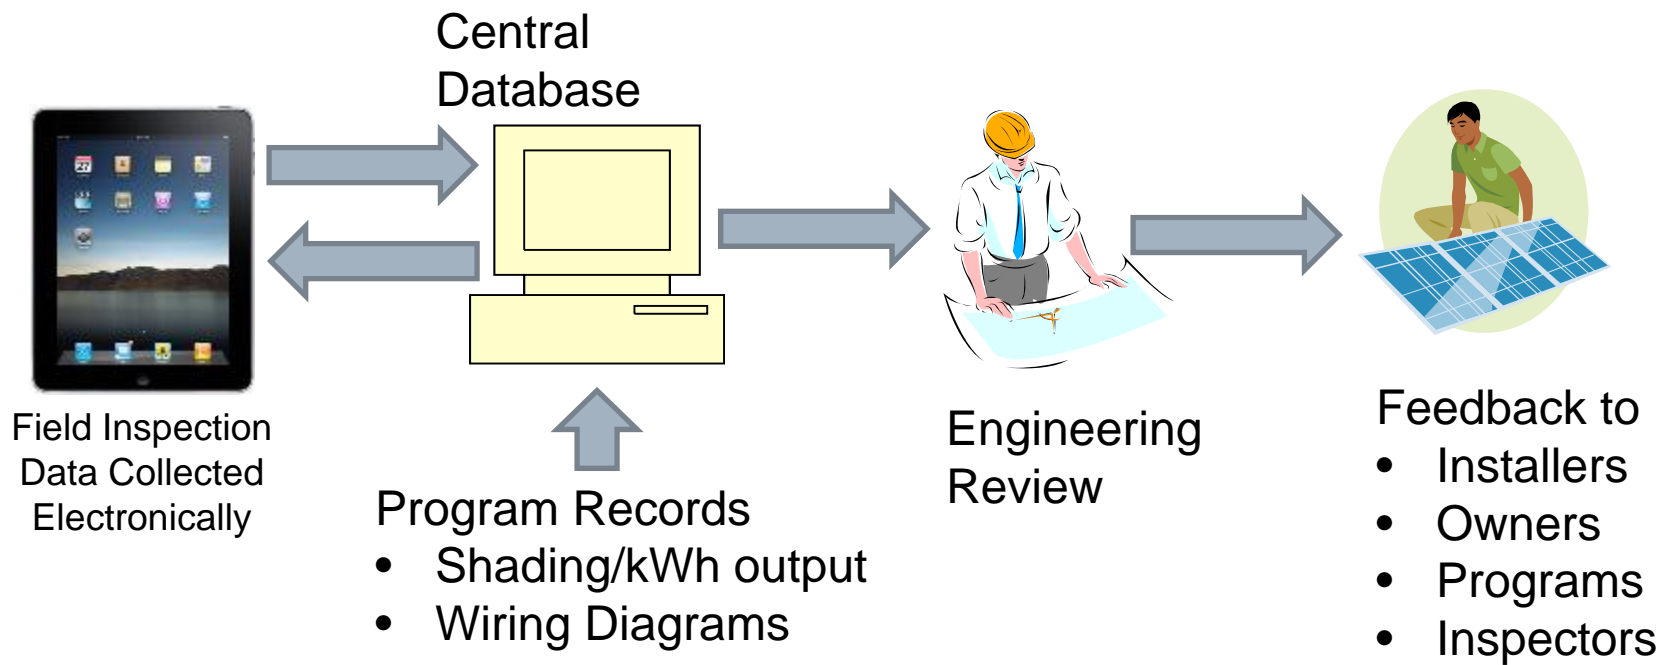 Central
Database
27
Field Inspection
Data Collected
Electronically
Program Records
• Shading/kWh output
• Wiring Diagrams
Engineering
Review
Feedback to
• Installers
• Owners
• Programs
• Inspectors